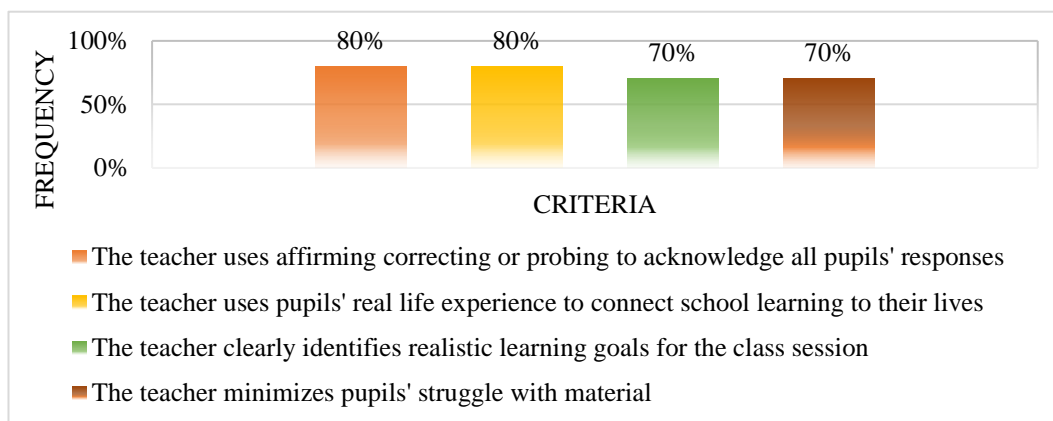 100%
50%
0%
FREQUENCY
80%
80%
70%
70%
CRITERIA
The teacher uses affirming correcting or probing to acknowledge all pupils' responses
The teacher uses pupils' real life experience to connect school learning to their lives
The teacher clearly identifies realistic learning goals for the class session
The teacher minimizes pupils' struggle with material